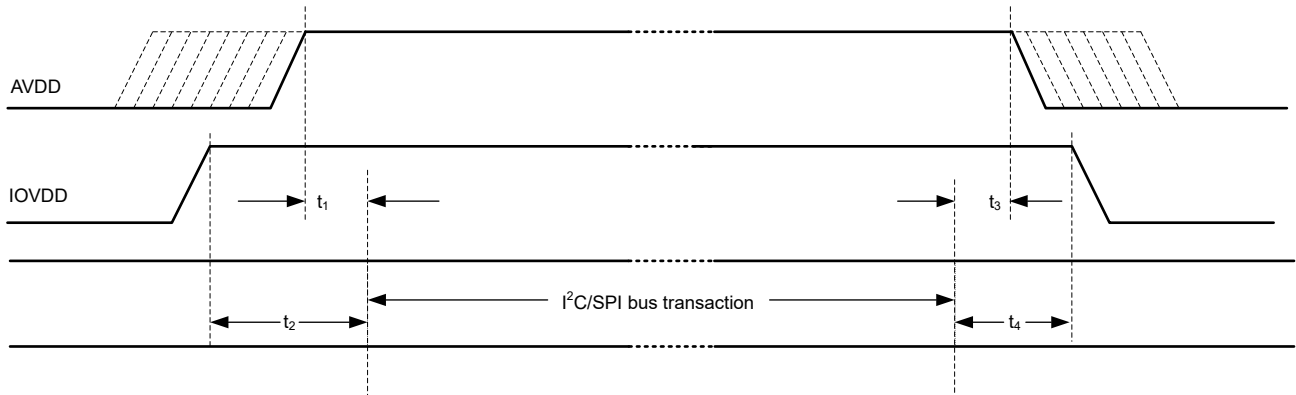 AVDD
IOVDD
t₁
t₃
I²C/SPI bus transaction
t₂
t₄